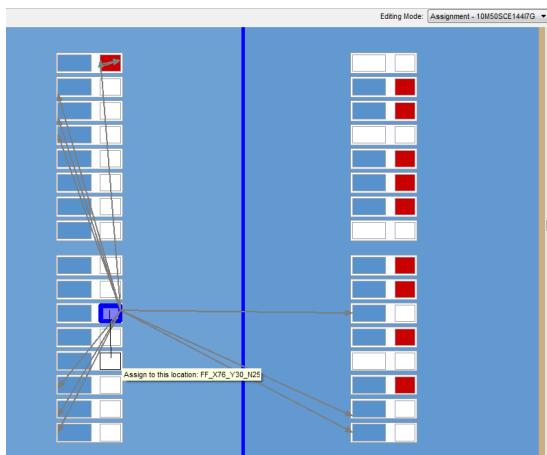 Editing Mode: Assignment - 10M50SCE144I7G
Assign to this location: FF_X76_Y30_N25